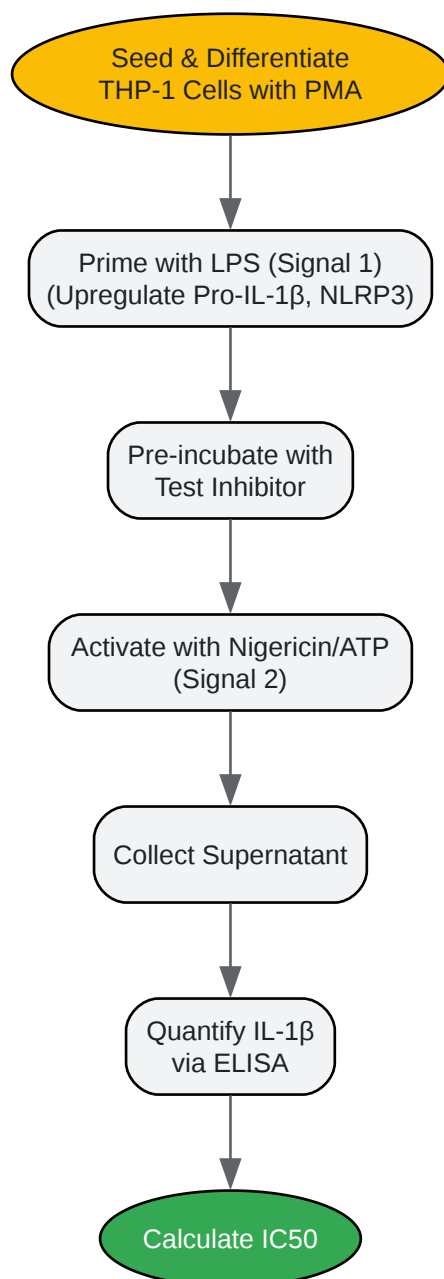 Seed & Differentiate
THP-1 Cells with PMA
Prime with LPS (Signal 1)
(Upregulate Pro-IL-1β, NLRP3)
Pre-incubate with
Test Inhibitor
Activate with Nigericin/ATP
(Signal 2)
Collect Supernatant
Quantify IL-1β
via ELISA
Calculate IC50